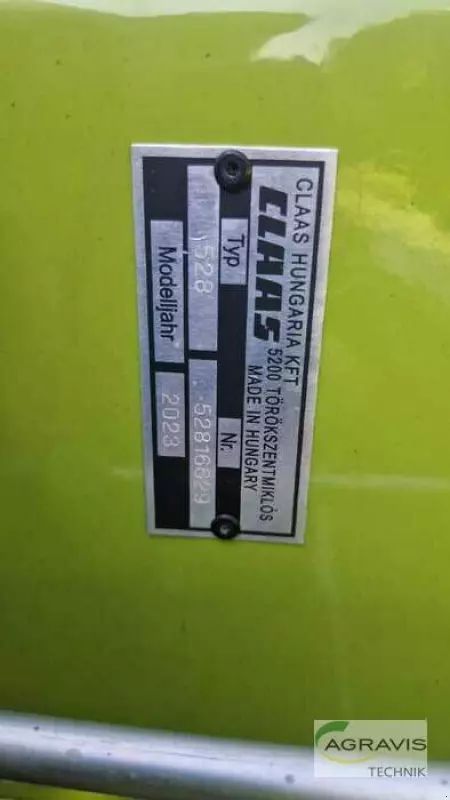 CLAAS HUNGARIA KFT
CLAAS
5200 TÖRÖKSZENTMIKLÓS
MADE IN HUNGARY
Typ
Nr.
528
52816829
Modelljahr
2023
AGRAVIS
TECHNIK